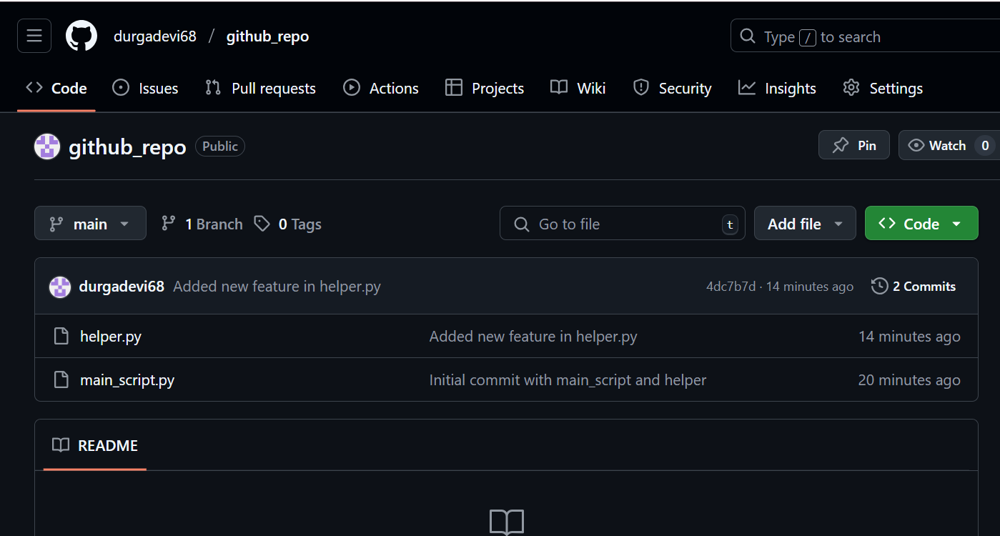 durgadevi68 / github_repo Type / to search
Code Issues Pull requests Actions Projects Wiki Security Insights Settings
github_repo Public Pin Watch 0
main 1 Branch 0 Tags Go to file t Add file Code
durgadevi68 Added new feature in helper.py 4dc7b7d · 14 minutes ago 2 Commits
helper.py Added new feature in helper.py 14 minutes ago
main_script.py Initial commit with main_script and helper 20 minutes ago
README